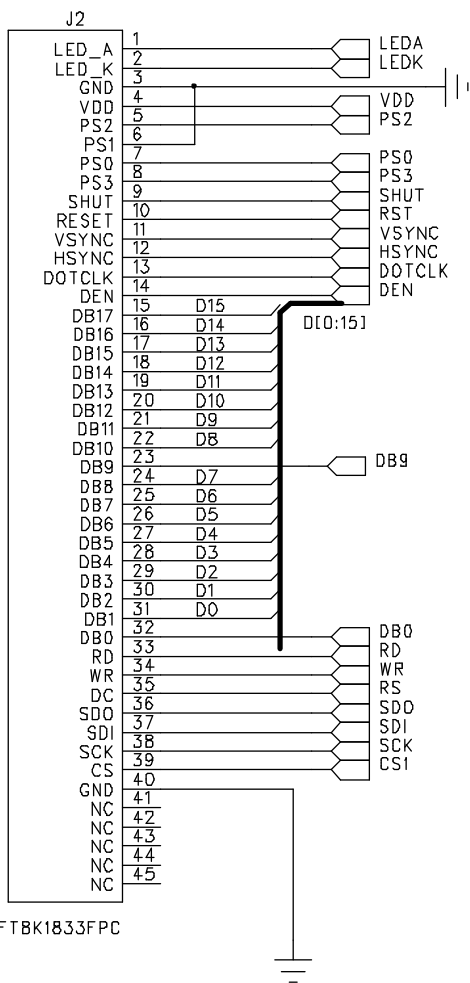 J2
LED_A 1 LEDA
LED_K 2 LEDK
GND 3
VDD 4 VDD
PS2 5 PS2
PS1 6
PS0 7 PS0
PS3 8 PS3
SHUT 9 SHUT
RESET 10 RST
VSYNC 11 VSYNC
HSYNC 12 HSYNC
DOTCLK 13 DOTCLK
DEN 14 DEN
DB17 15 D15 D[0:15]
DB16 16 D14
DB15 17 D13
DB14 18 D12
DB13 19 D11
DB12 20 D10
DB11 21 D9
DB10 22 D8
DB9 23 DB9
DB8 24 D7
DB7 25 D6
DB6 26 D5
DB5 27 D4
DB4 28 D3
DB3 29 D2
DB2 30 D1
DB1 31 D0
DB0 32 DB0
RD 33 RD
WR 34 WR
DC 35 RS
SDO 36 SDO
SDI 37 SDI
SCK 38 SCK
CS 39 CS1
GND 40
NC 41
NC 42
NC 43
NC 44
NC 45
FTBK1833FPC